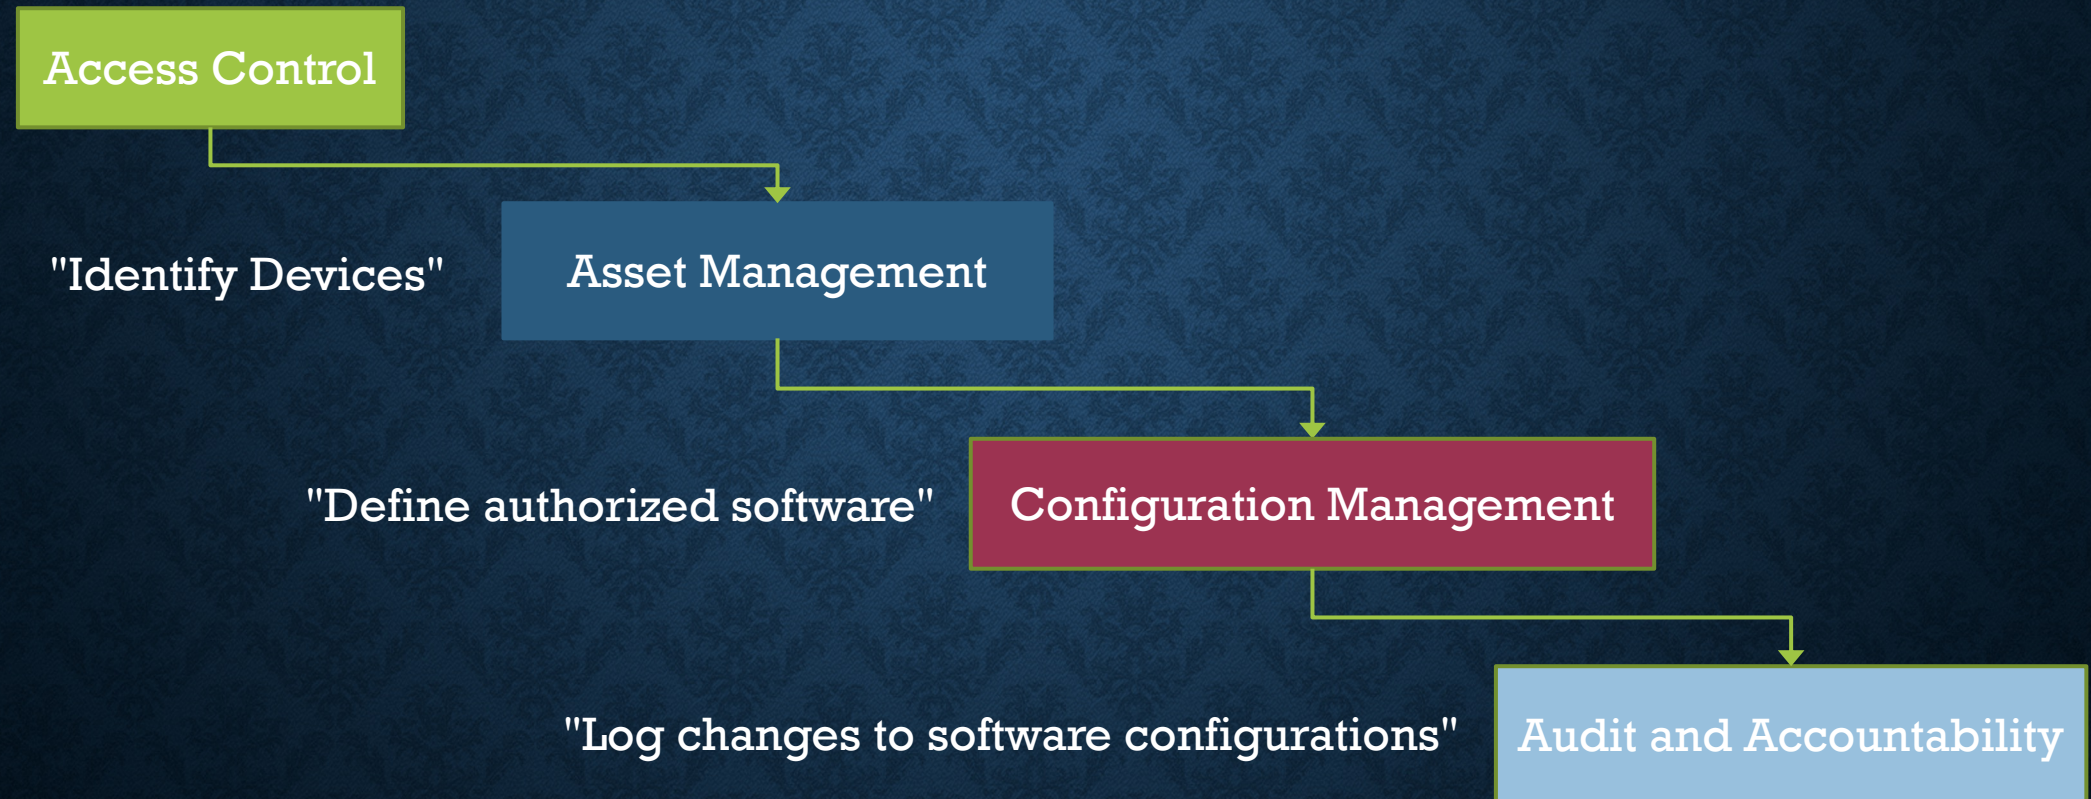 Access Control
"Identify Devices"
Asset Management
"Define authorized software"
Configuration Management
"Log changes to software configurations"
Audit and Accountability